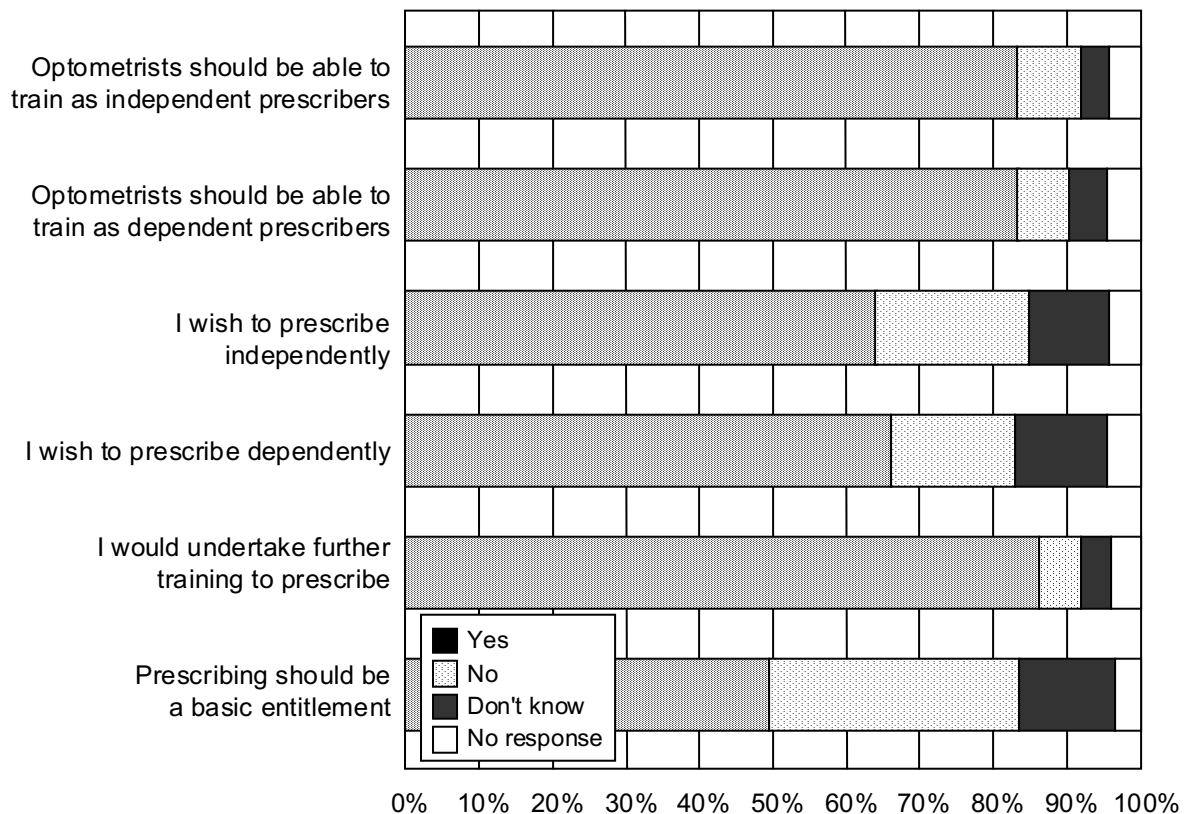 Optometrists should be able to
train as independent prescribers
Optometrists should be able to
train as dependent prescribers
I wish to prescribe
independently
I wish to prescribe dependently
I would undertake further
training to prescribe
Prescribing should be
a basic entitlement
Yes
No
Don't know
No response
0% 10% 20% 30% 40% 50% 60% 70% 80% 90% 100%